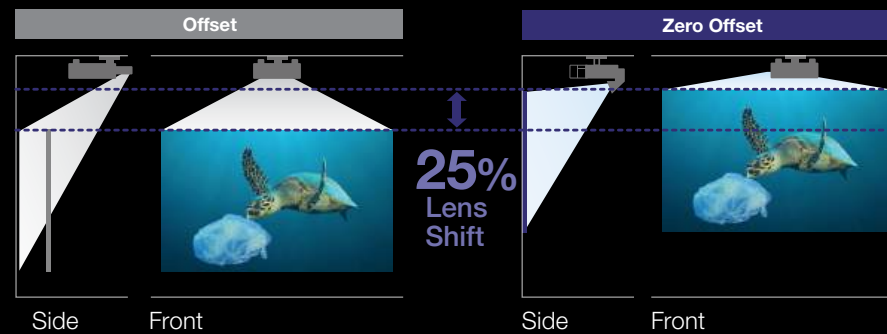 Offset
Zero Offset
25%
Lens
Shift
Side
Front
Side
Front